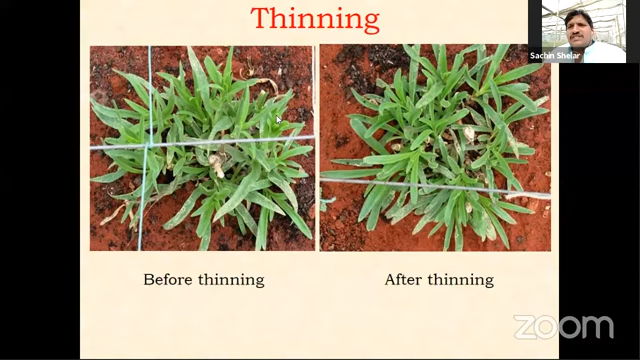 Thinning
Sachin Shelar
Before thinning
After thinning
zoom